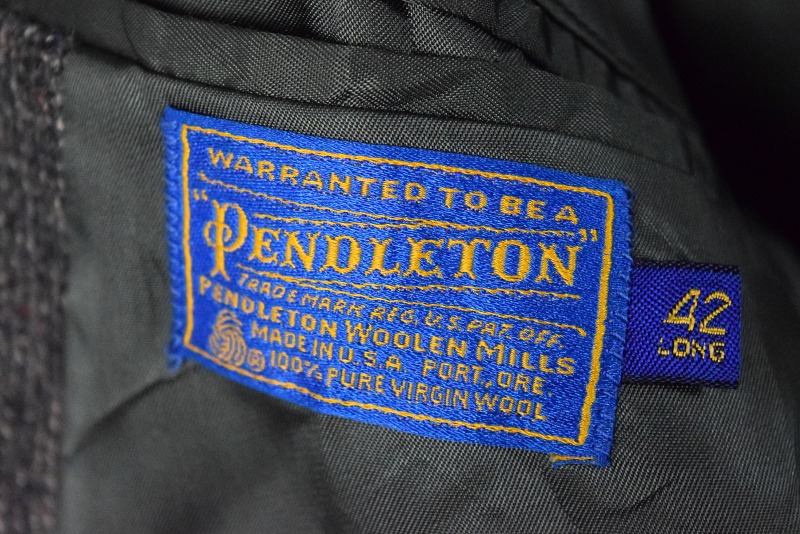 WARRANTED TO BE A
"PENDLETON"
TRADE MARK REG. U.S. PAT. OFF.
PENDLETON WOOLEN MILLS
MADE IN U.S.A PORT., ORE.
® 100% PURE VIRGIN WOOL
42
LONG